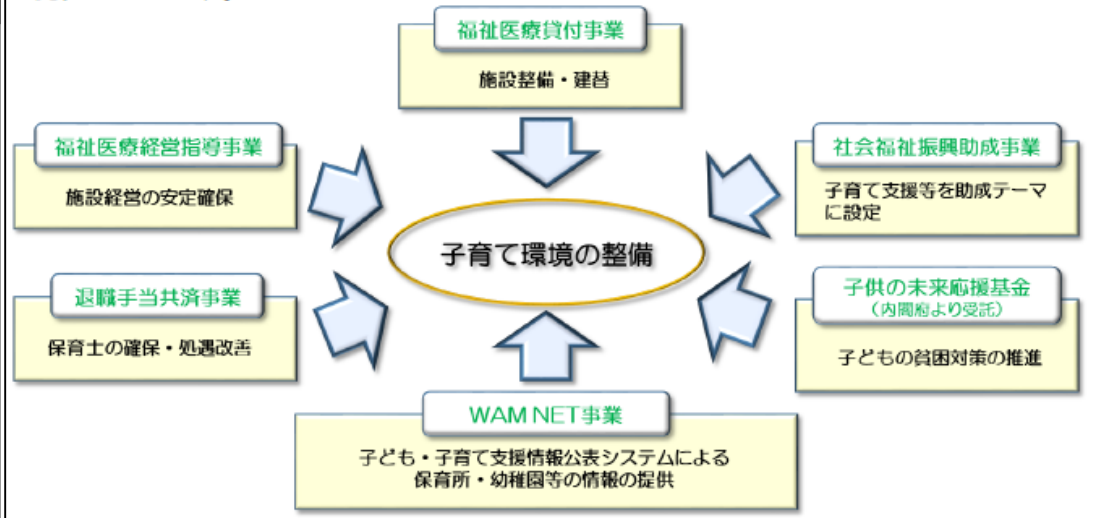 福祉医療貸付事業
施設整備・建替
福祉医療経営指導事業
施設経営の安定確保
社会福祉振興助成事業
子育て支援等を助成テーマ
に設定
子育て環境の整備
退職手当共済事業
保育士の確保・処遇改善
子供の未来応援基金
（内閣府より受託）
子どもの貧困対策の推進
WAM NET事業
子ども・子育て支援情報公表システムによる
保育所・幼稚園等の情報の提供